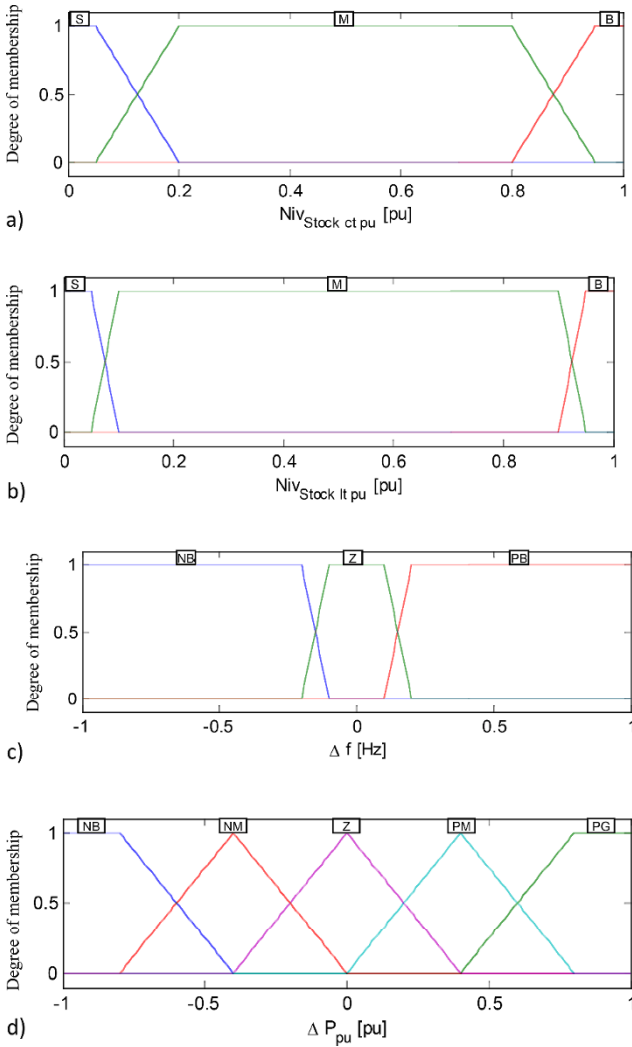 S M B
Degree of membership
1
0.5
0
0 0.2 0.4 0.6 0.8 1
Niv_Stock ct pu [pu]
a)
S M B
Degree of membership
1
0.5
0
0 0.2 0.4 0.6 0.8 1
Niv_Stock lt pu [pu]
b)
NB Z PB
Degree of membership
1
0.5
0
-1 -0.5 0 0.5 1
Δ f [Hz]
c)
NB NM Z PM PG
Degree of membership
1
0.5
0
-1 -0.5 0 0.5 1
Δ P_pu [pu]
d)